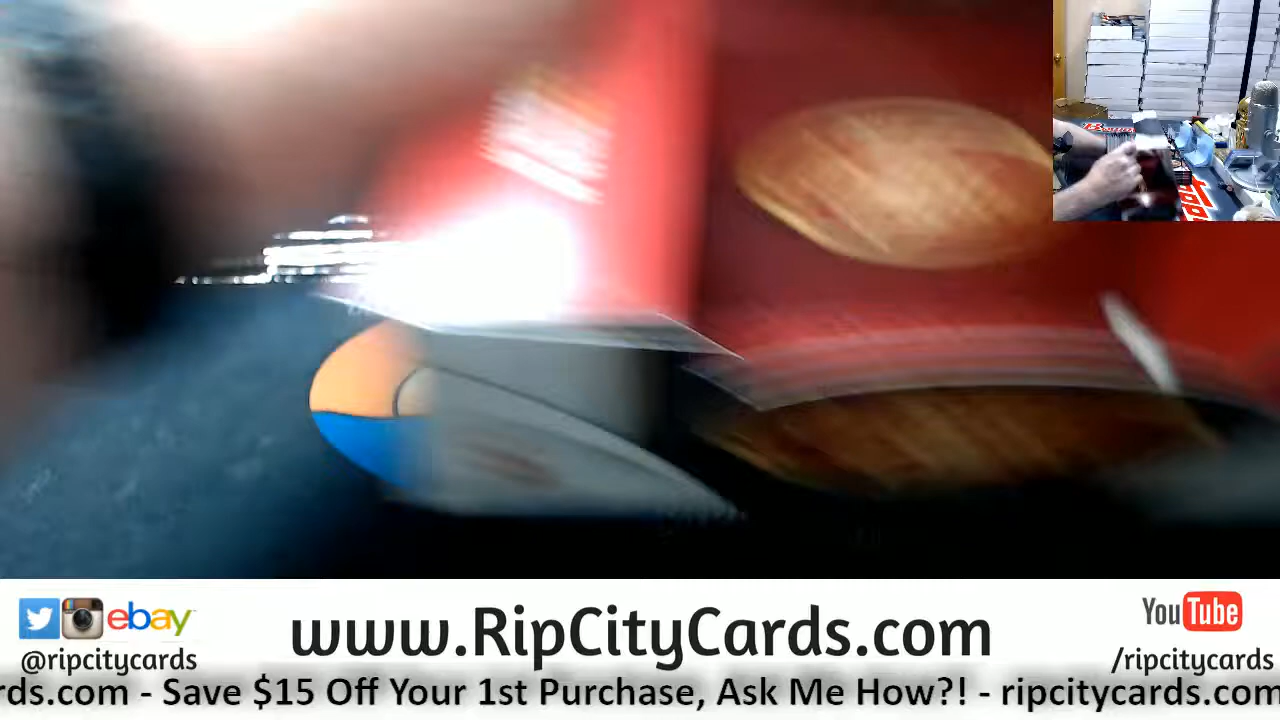 www.RipCityCards.com
ebay
@ripcitycards
YouTube
/ripcitycards
rds.com - Save $15 Off Your 1st Purchase, Ask Me How?! - ripcitycards.com